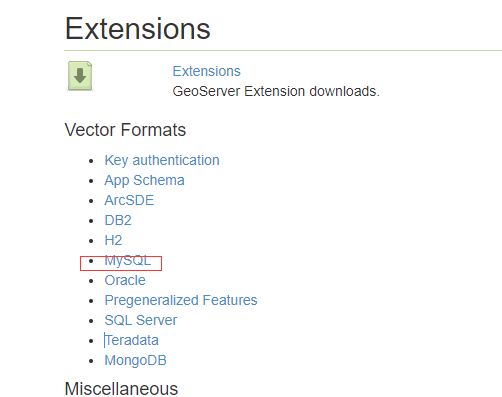 Extensions
Extensions
GeoServer Extension downloads.
Vector Formats
Key authentication
App Schema
ArcSDE
DB2
H2
MySQL
Oracle
Pregeneralized Features
SQL Server
Teradata
MongoDB
Miscellaneous